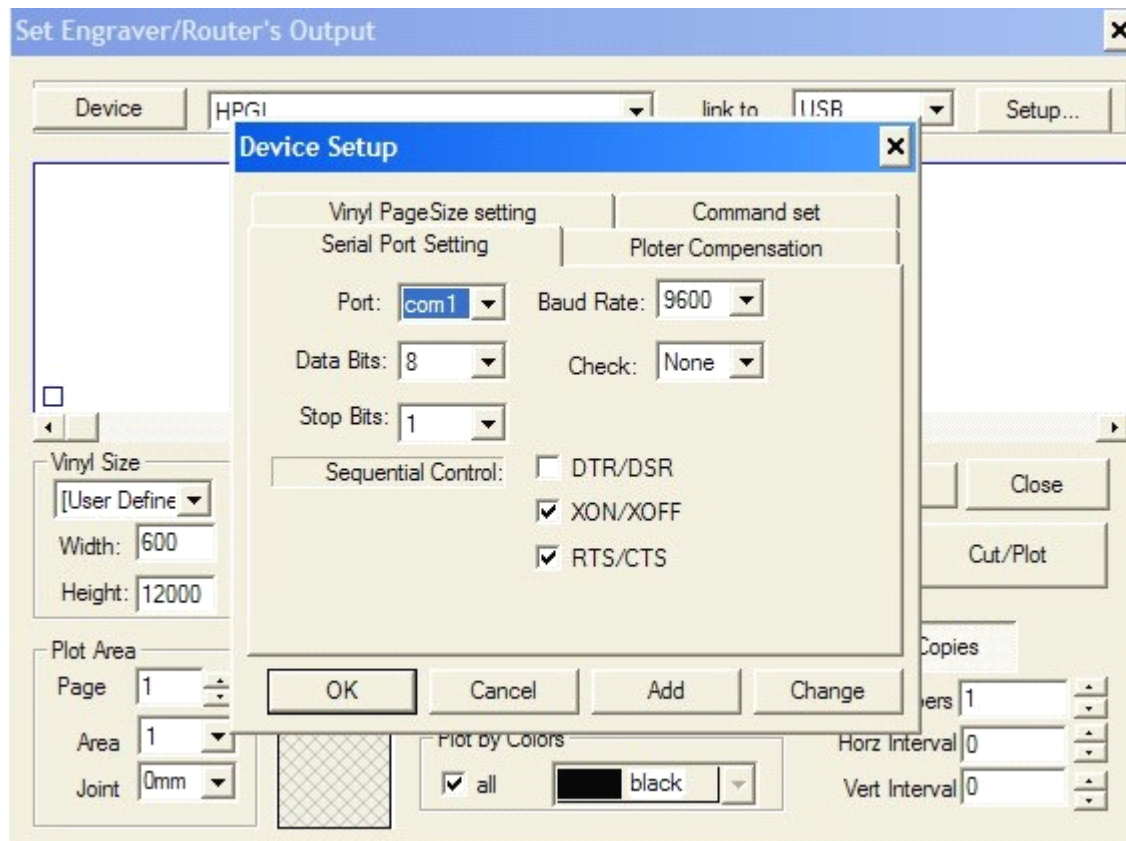 Set Engraver/Router's Output
Device HPGL link to USB Setup...
Device Setup
Vinyl PageSize setting Command set
Serial Port Setting Ploter Compensation
Port: com1 Baud Rate: 9600
Data Bits: 8 Check: None
Stop Bits: 1
Sequential Control: DTR/DSR
XON/XOFF
RTS/CTS
OK Cancel Add Change
Vinyl Size
[User Define
Width: 600
Height: 12000
Close
Cut/Plot
Plot Area
Page 1
Area 1
Joint 0mm
Plot by Colors
all black
Copies
bers 1
Horz Interval 0
Vert Interval 0